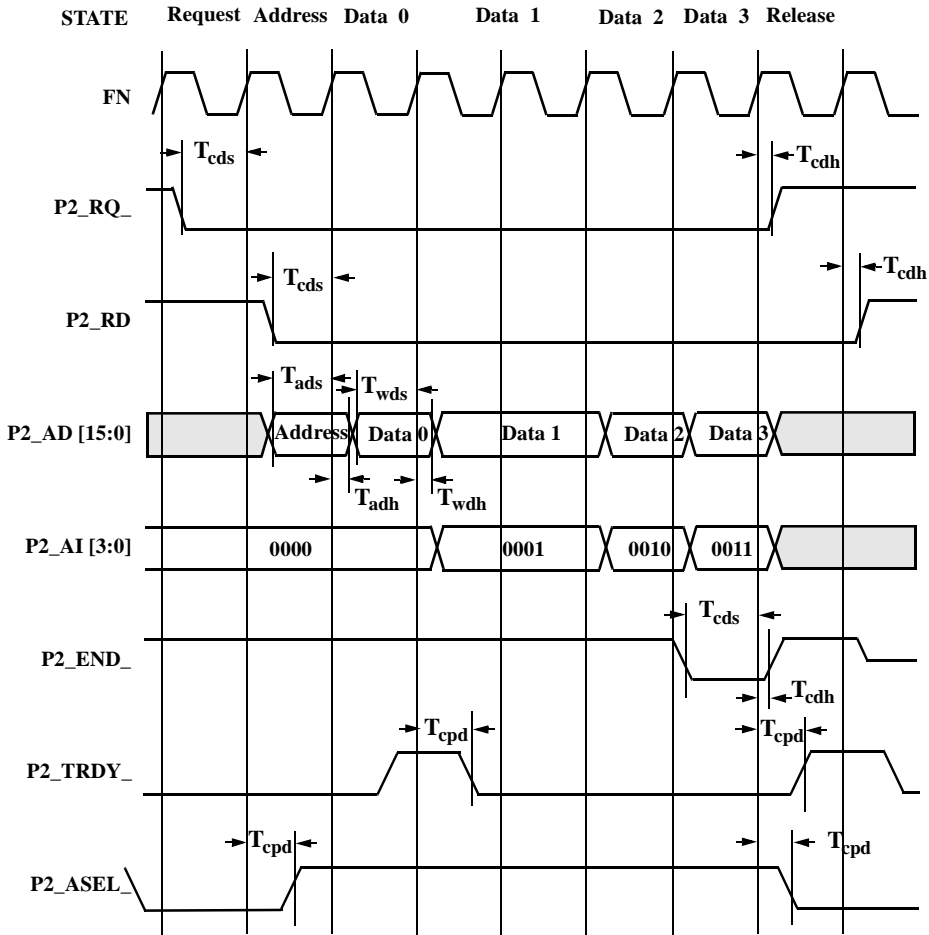 STATE Request Address Data 0 Data 1 Data 2 Data 3 Release
FN
Tcds Tcdh
P2_RQ_
Tcds Tcdh
P2_RD
Tads Twds
P2_AD [15:0] Address Data 0 Data 1 Data 2 Data 3
Tadh Twdh
P2_AI [3:0] 0000 0001 0010 0011
Tcds
P2_END_
Tcdh
Tcpd Tcpd
P2_TRDY_
Tcpd Tcpd
P2_ASEL_